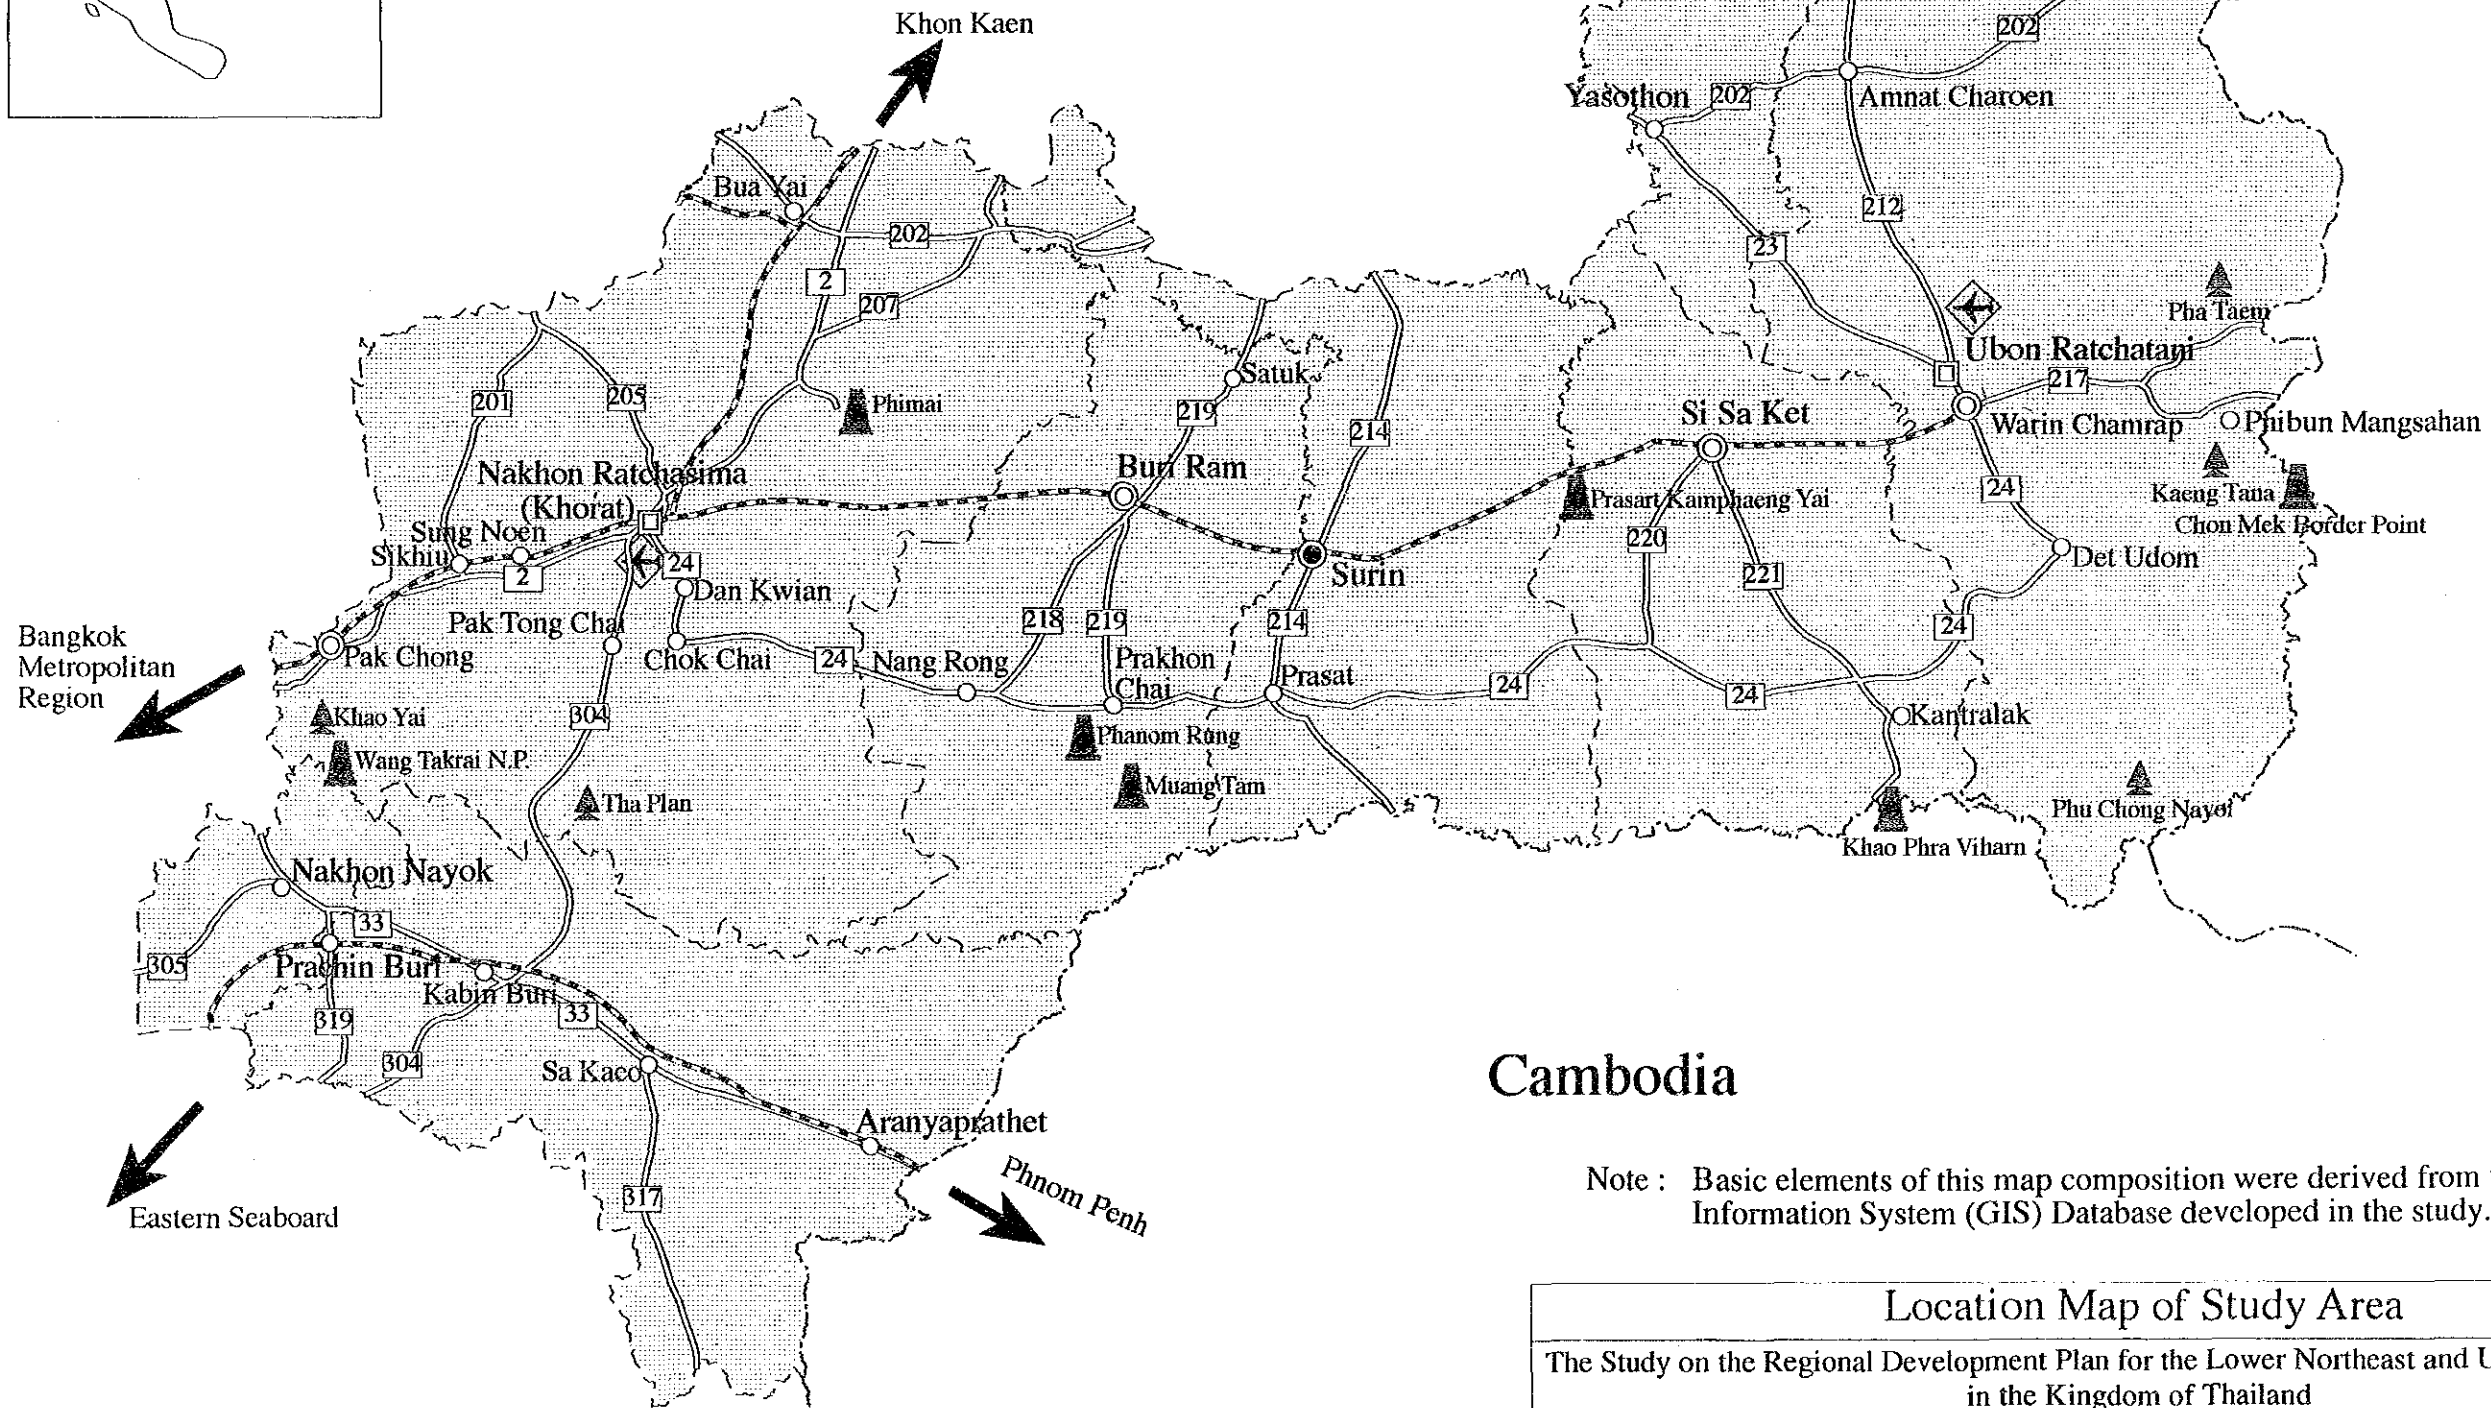 Khon Kaen
202
Yasothon
202
Amnat Charoen
Bua Yai
212
202
23
2
207
Pha Taem
Ubon Ratchatani
Satuk
217
201
205
Phimai
219
214
Si Sa Ket
Warin Chamrap
Phibun Mangsahan
Nakhon Ratchasima
(Khorat)
Buri Ram
Prasart Kamphaeng Yai
24
Kaeng Tana
Chon Mek Border Point
Sung Noen
Sikhiu
2
24
220
Det Udom
Surin
221
Dan Kwian
Pak Tong Chai
218
219
214
24
Bangkok
Metropolitan
Region
Pak Chong
Chok Chai
24
Nang Rong
Prakhon
Chai
Prasat
24
24
Khao Yai
304
Kantralak
Phanom Rung
Wang Takrai N.P.
Muang Tam
Tha Plan
Phu Chong Nayoi
Khao Phra Viharn
Nakhon Nayok
33
305
Prachin Buri
Kabin Buri
319
33
304
Sa Kaeo
Cambodia
Aranyaprathet
Phnom Penh
317
Eastern Seaboard
Note : Basic elements of this map composition were derived from
Information System (GIS) Database developed in the study.
Location Map of Study Area
The Study on the Regional Development Plan for the Lower Northeast and
in the Kingdom of Thailand